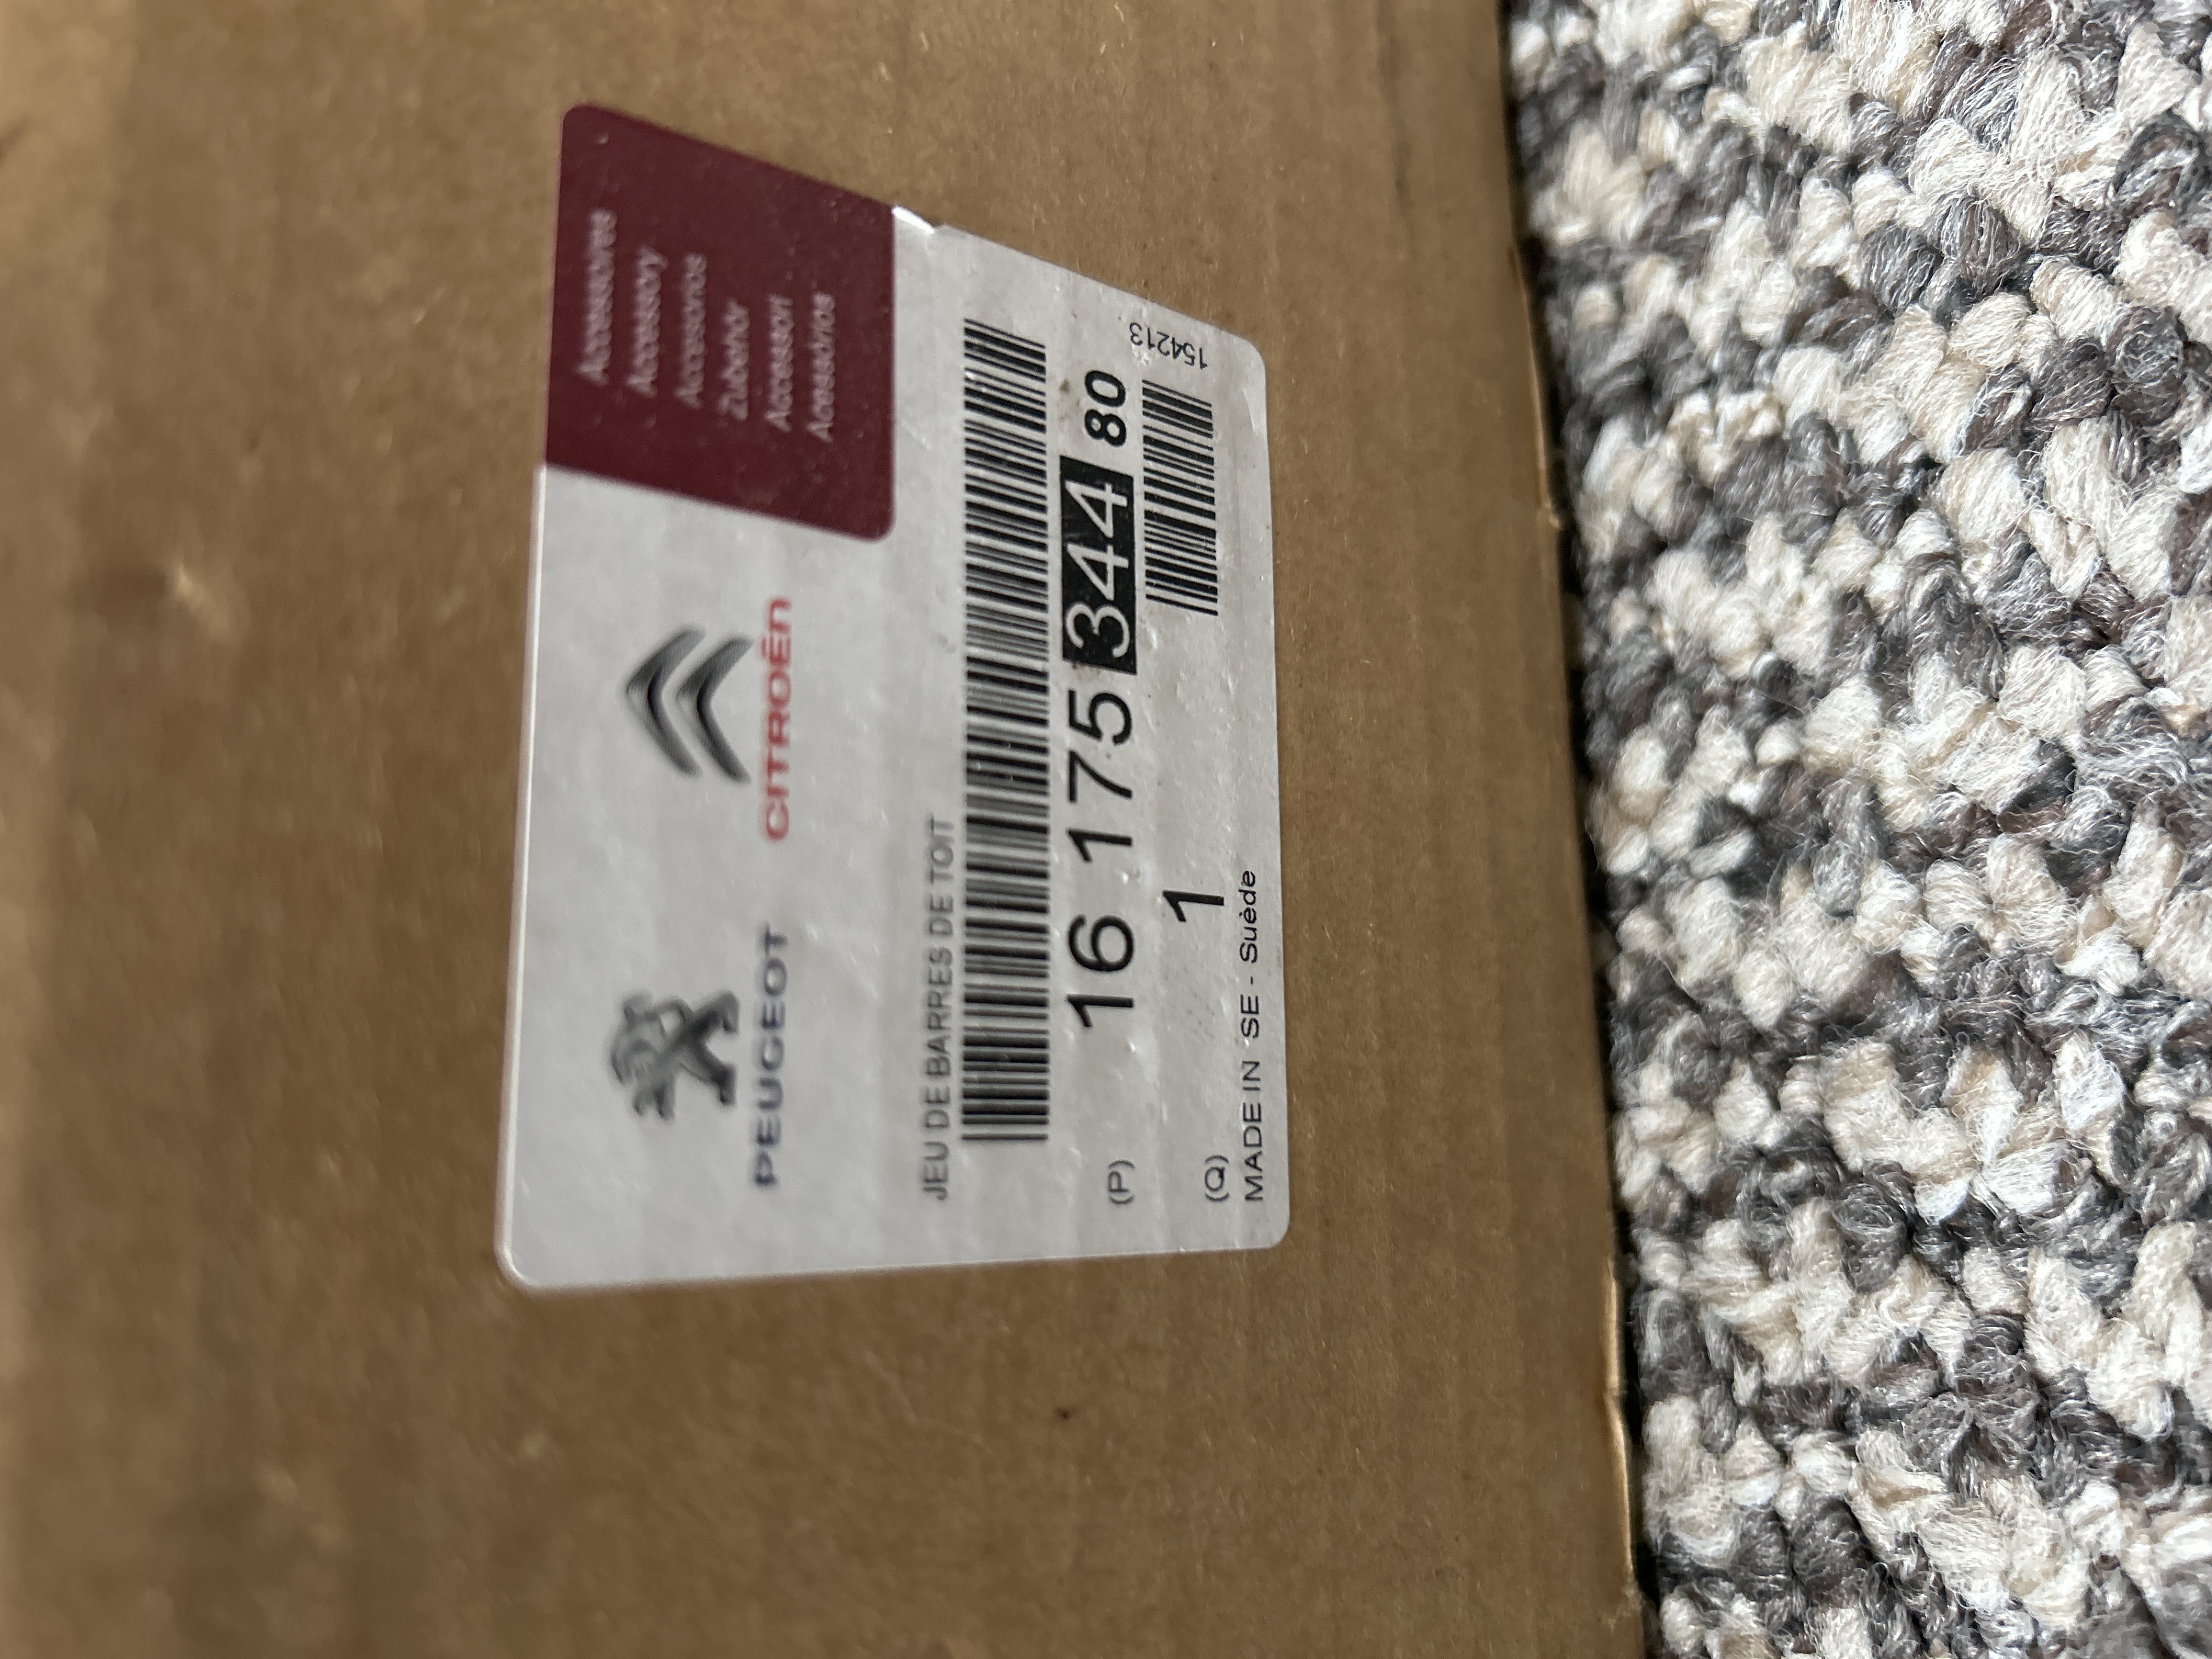 PEUGEOT
CITROËN
Accessoires
Accessory
Accesorios
Zubehör
Accessori
Acessórios
JEU DE BARRES DE TOIT
(P) 16 175 344 80
(Q) 1
154213
MADE IN SE - Suède